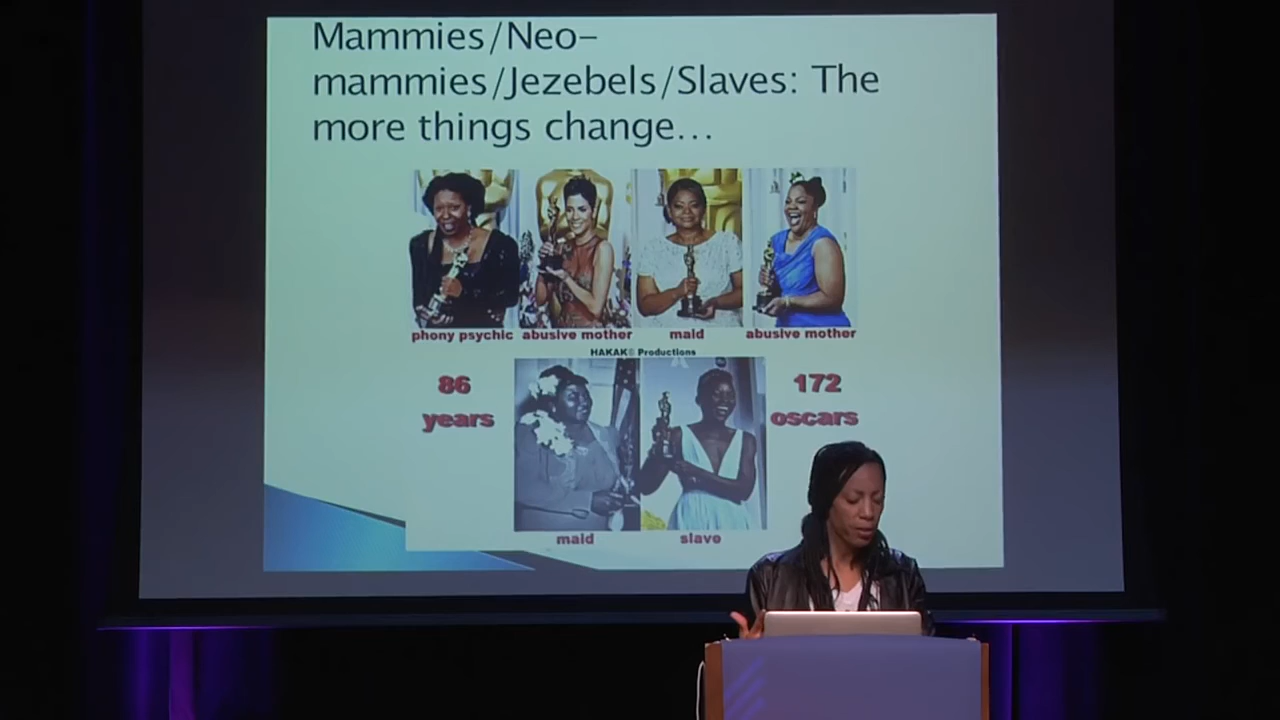 Mammies/Neo-
mammies/Jezebels/Slaves: The
more things change...
phony psychic abusive mother maid abusive mother
HAKAK© Productions
86
years
172
oscars
maid slave